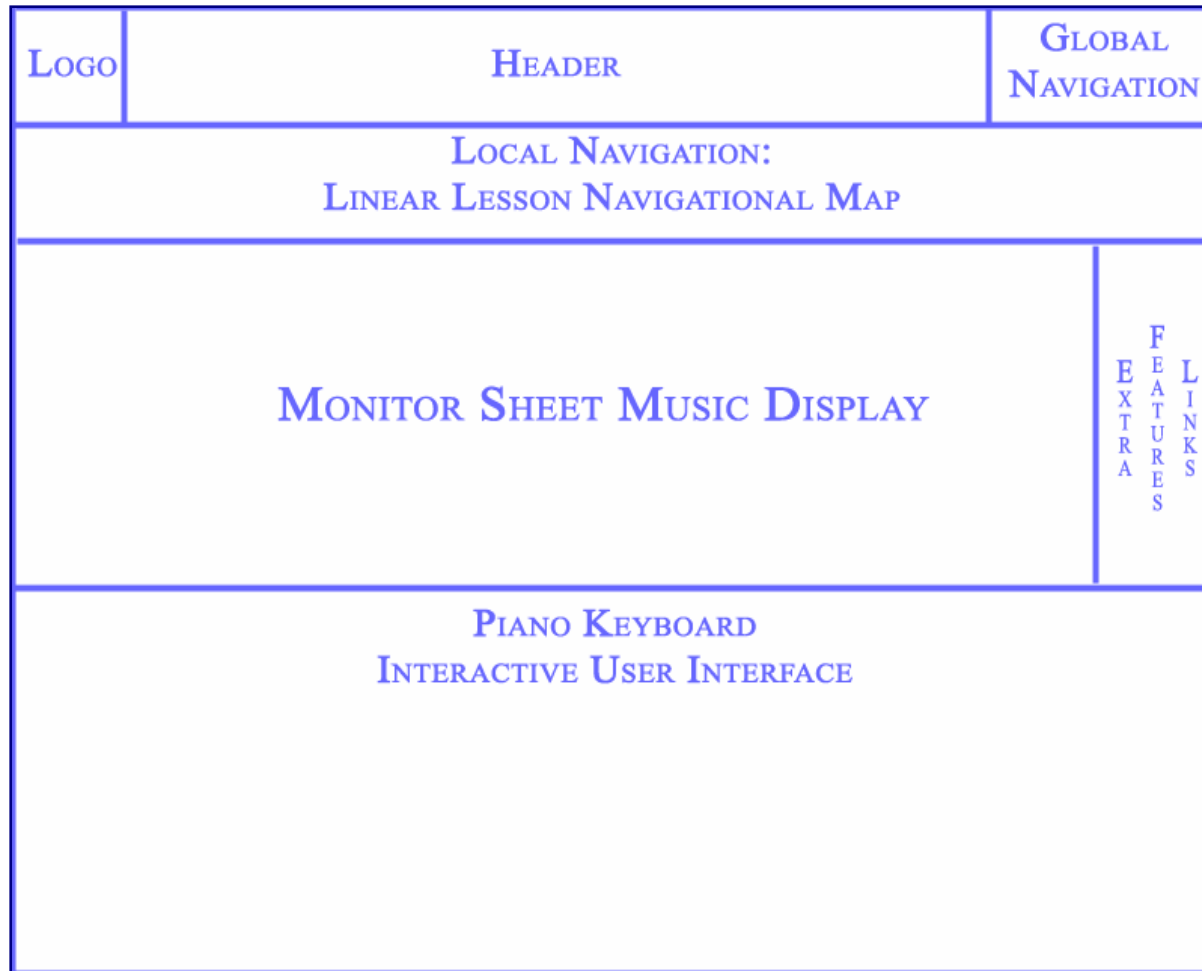 Logo
Header
Global
Navigation
Local Navigation:
Linear Lesson Navigational Map
Monitor Sheet Music Display
Extra
Features
Links
Piano Keyboard
Interactive User Interface